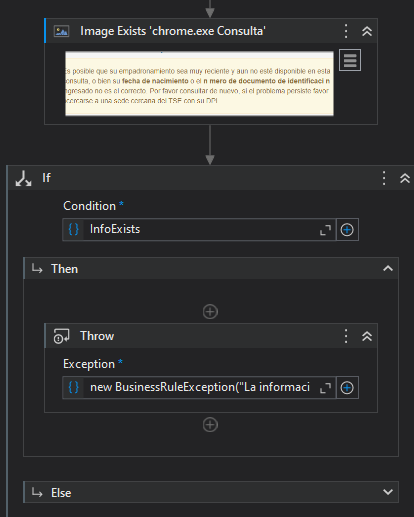 Image Exists 'chrome.exe Consulta'
s posible que su empadronamiento sea muy reciente y aun no esté disponible en esta
consulta, o bien su fecha de nacimiento o el n mero de documento de identificaci n
ngresado no es el correcto. Por favor consultar de nuevo, si el problema persiste favor
cercarse a una sede cercana del TSE con su DPI
If
Condition *
InfoExists
Then
Throw
Exception *
new BusinessRuleException("La informaci
Else